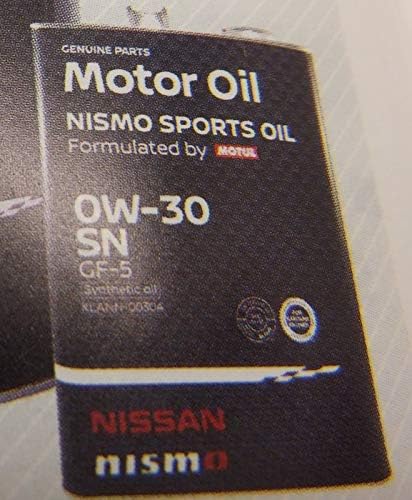 GENUINE PARTS
Motor Oil
NISMO SPORTS OIL
Formulated by MOTUL
0W-30
SN
GF-5
Synthetic oil
KLANN-00304
NISSAN
nismo